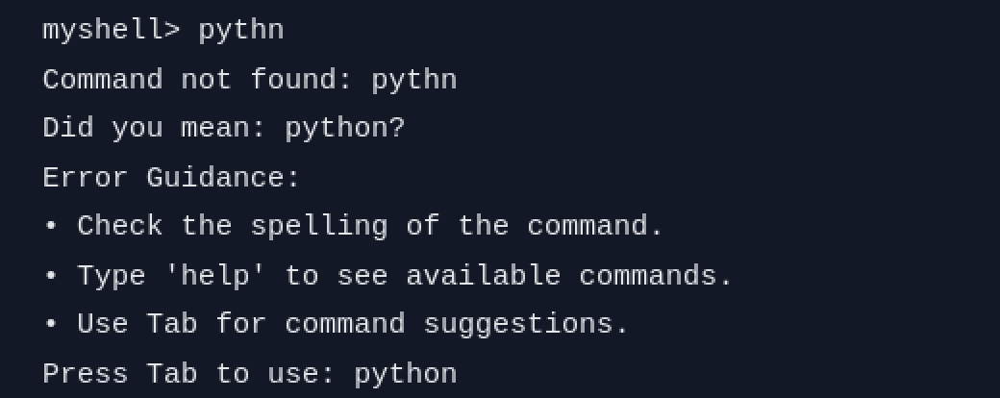 myshell> pythn
Command not found: pythn
Did you mean: python?
Error Guidance:
• Check the spelling of the command.
• Type 'help' to see available commands.
• Use Tab for command suggestions.
Press Tab to use: python